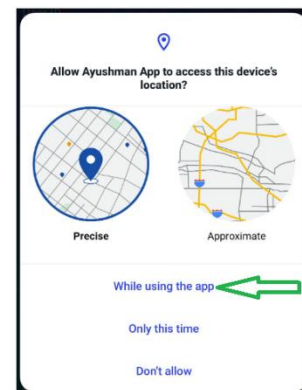 Allow Ayushman App to access this device's
location?
Precise Approximate
While using the app
Only this time
Don't allow